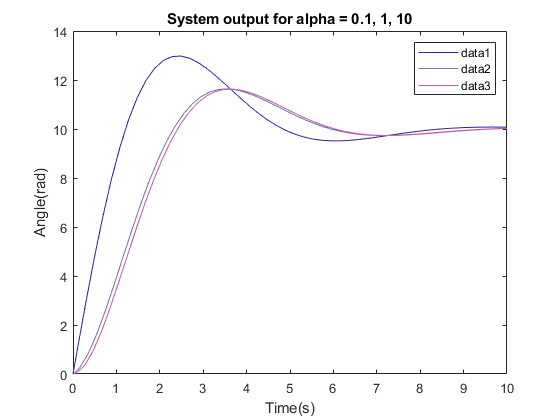 System output for alpha = 0.1, 1, 10
14
12
10
8
6
4
2
0
Angle(rad)
data1
data2
data3
0 1 2 3 4 5 6 7 8 9 10
Time(s)